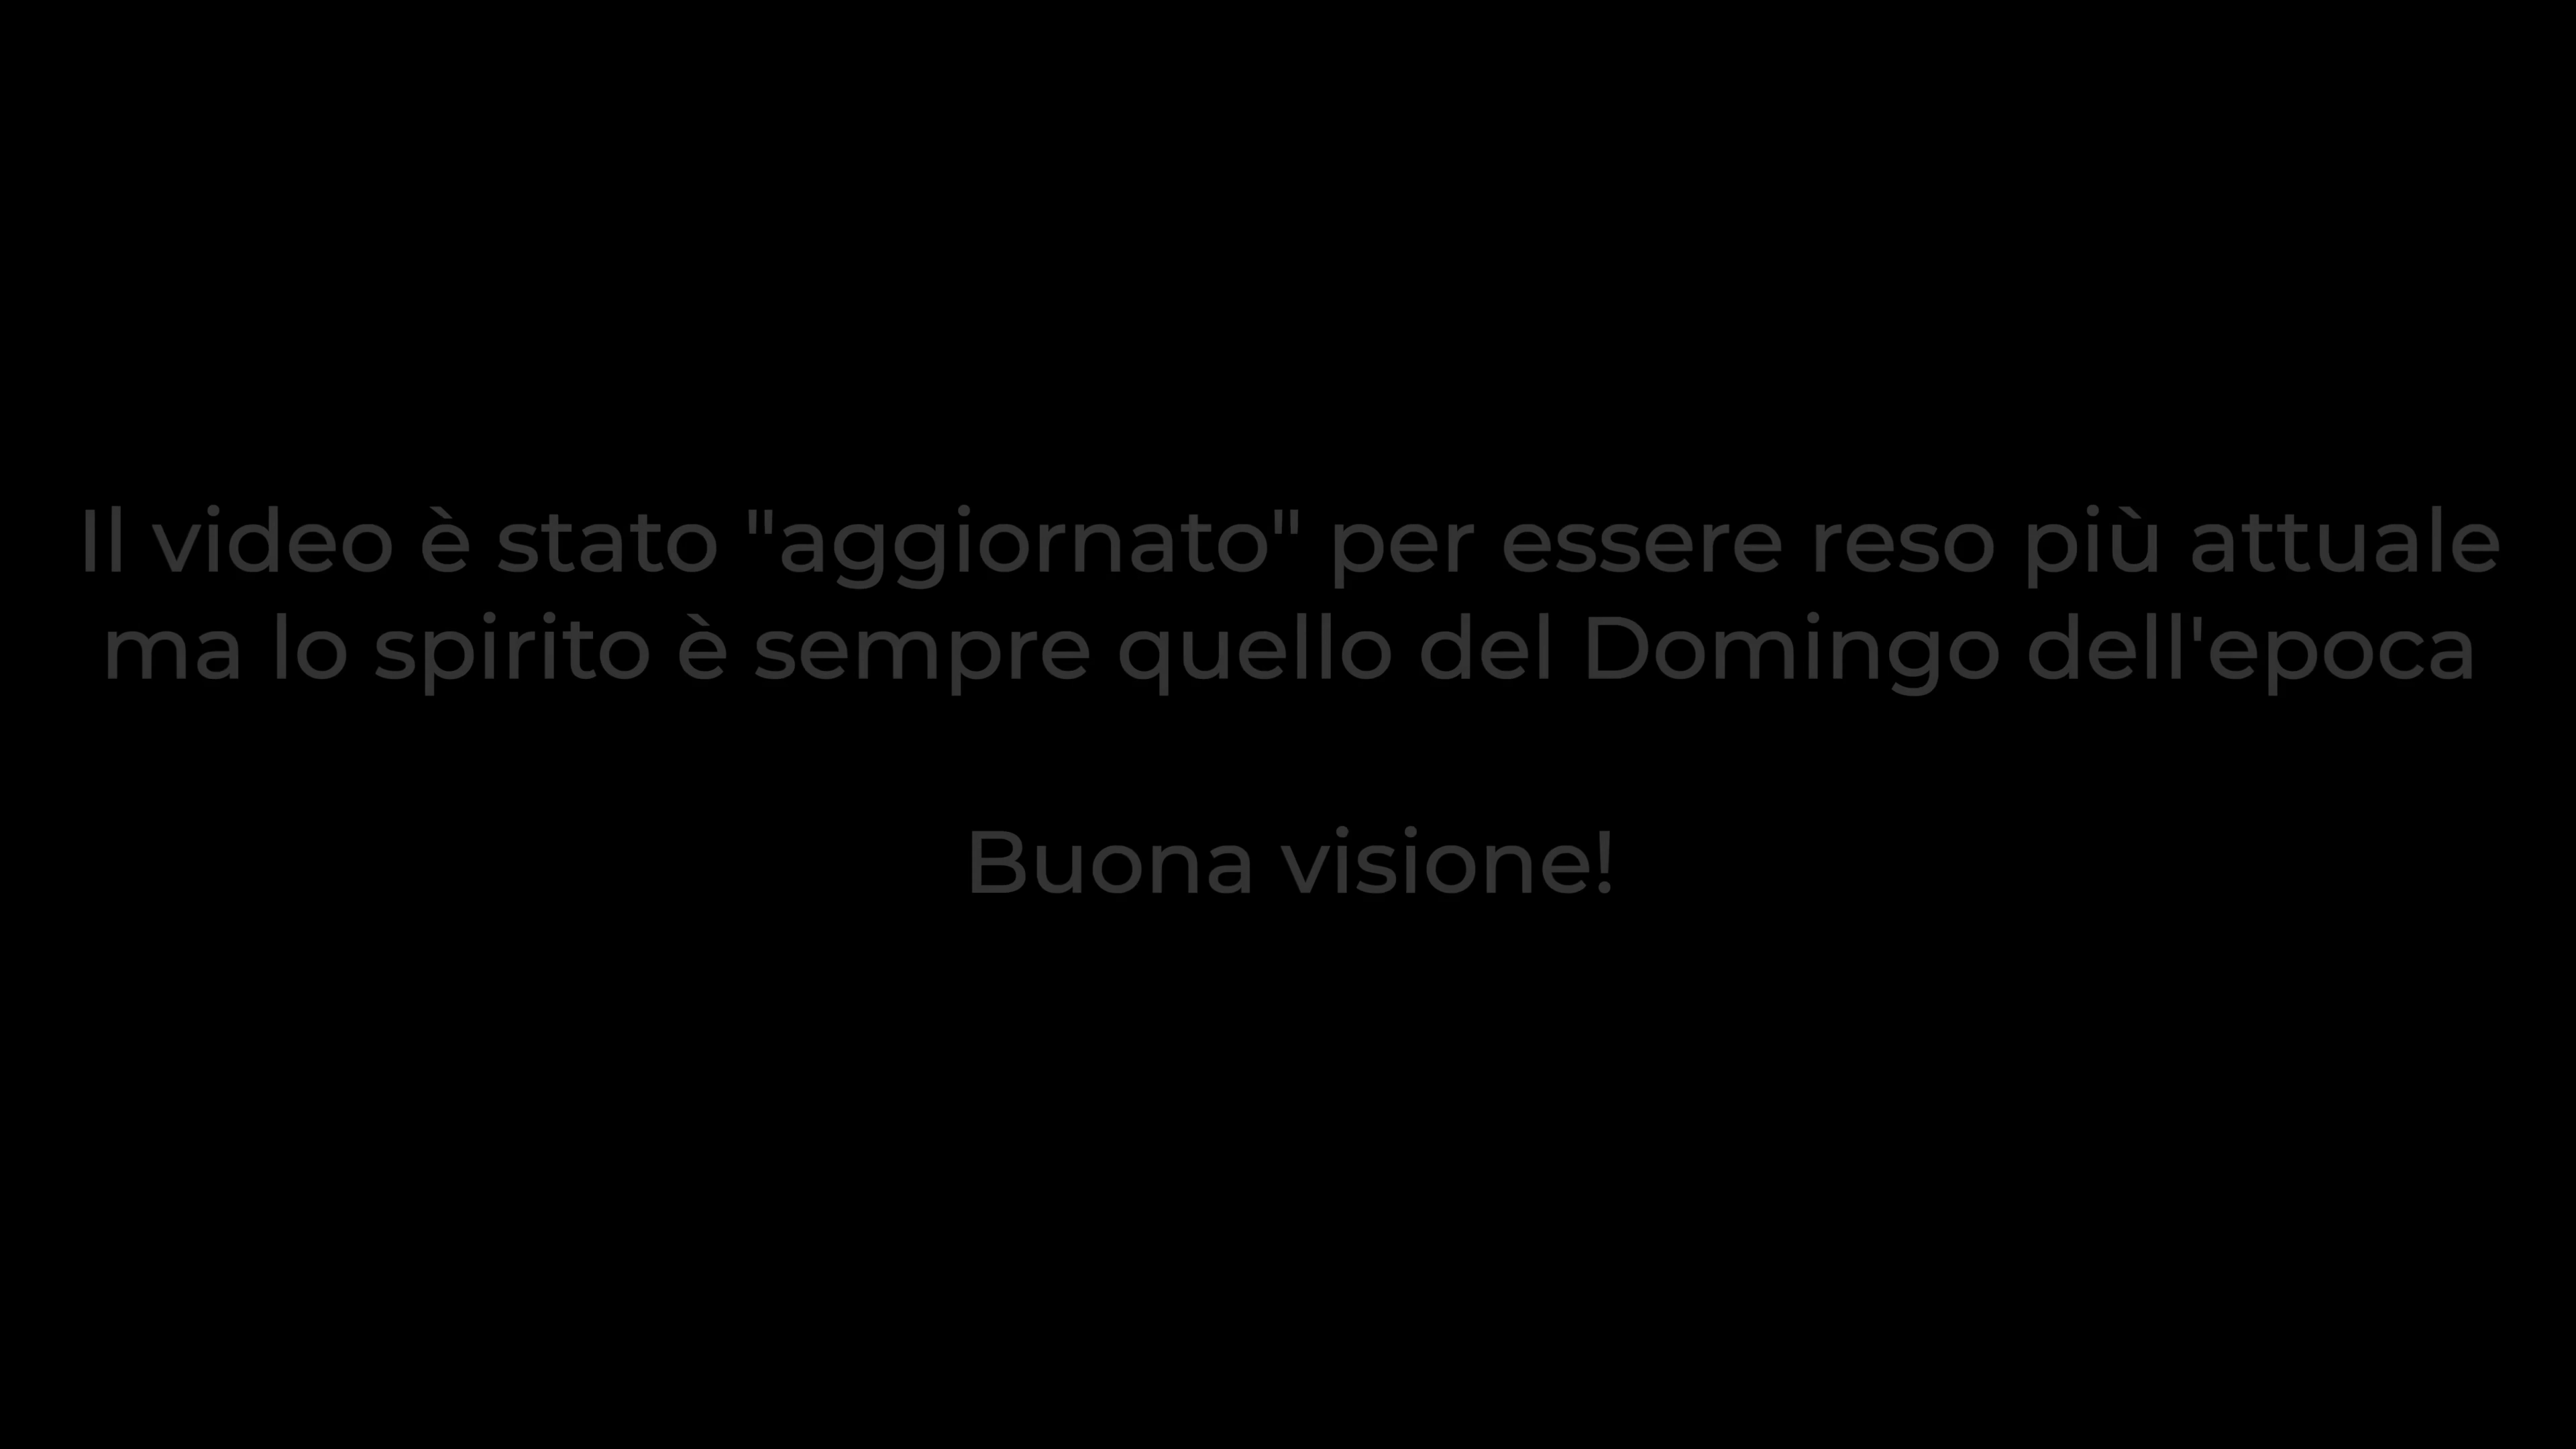 Il video è stato "aggiornato" per essere reso più attuale
ma lo spirito è sempre quello del Domingo dell'epoca
Buona visione!